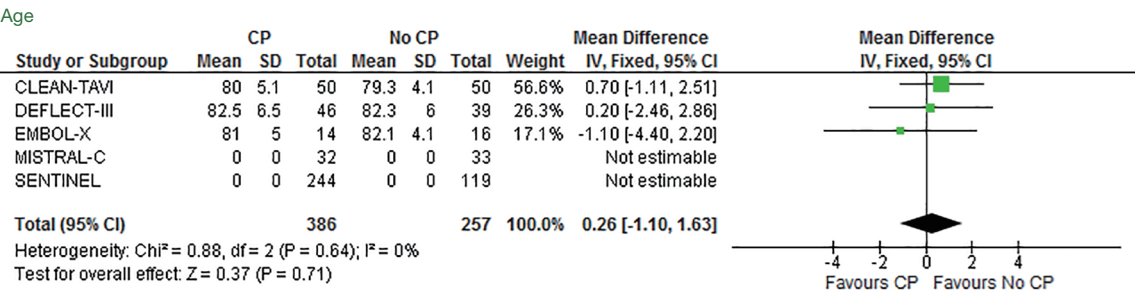 Age
CP No CP Mean Difference Mean Difference
Study or Subgroup Mean SD Total Mean SD Total Weight IV, Fixed, 95% CI IV, Fixed, 95% CI
CLEAN-TAVI 80 5.1 50 79.3 4.1 50 56.6% 0.70 [-1.11, 2.51]
DEFLECT-III 82.5 6.5 46 82.3 6 39 26.3% 0.20 [-2.46, 2.86]
EMBOL-X 81 5 14 82.1 4.1 16 17.1% -1.10 [-4.40, 2.20]
MISTRAL-C 0 0 32 0 0 33 Not estimable
SENTINEL 0 0 244 0 0 119 Not estimable
Total (95% CI) 386 257 100.0% 0.26 [-1.10, 1.63]
Heterogeneity: Chi² = 0.88, df = 2 (P = 0.64); I² = 0%
Test for overall effect: Z = 0.37 (P = 0.71)
-4 -2 0 2 4
Favours CP Favours No CP